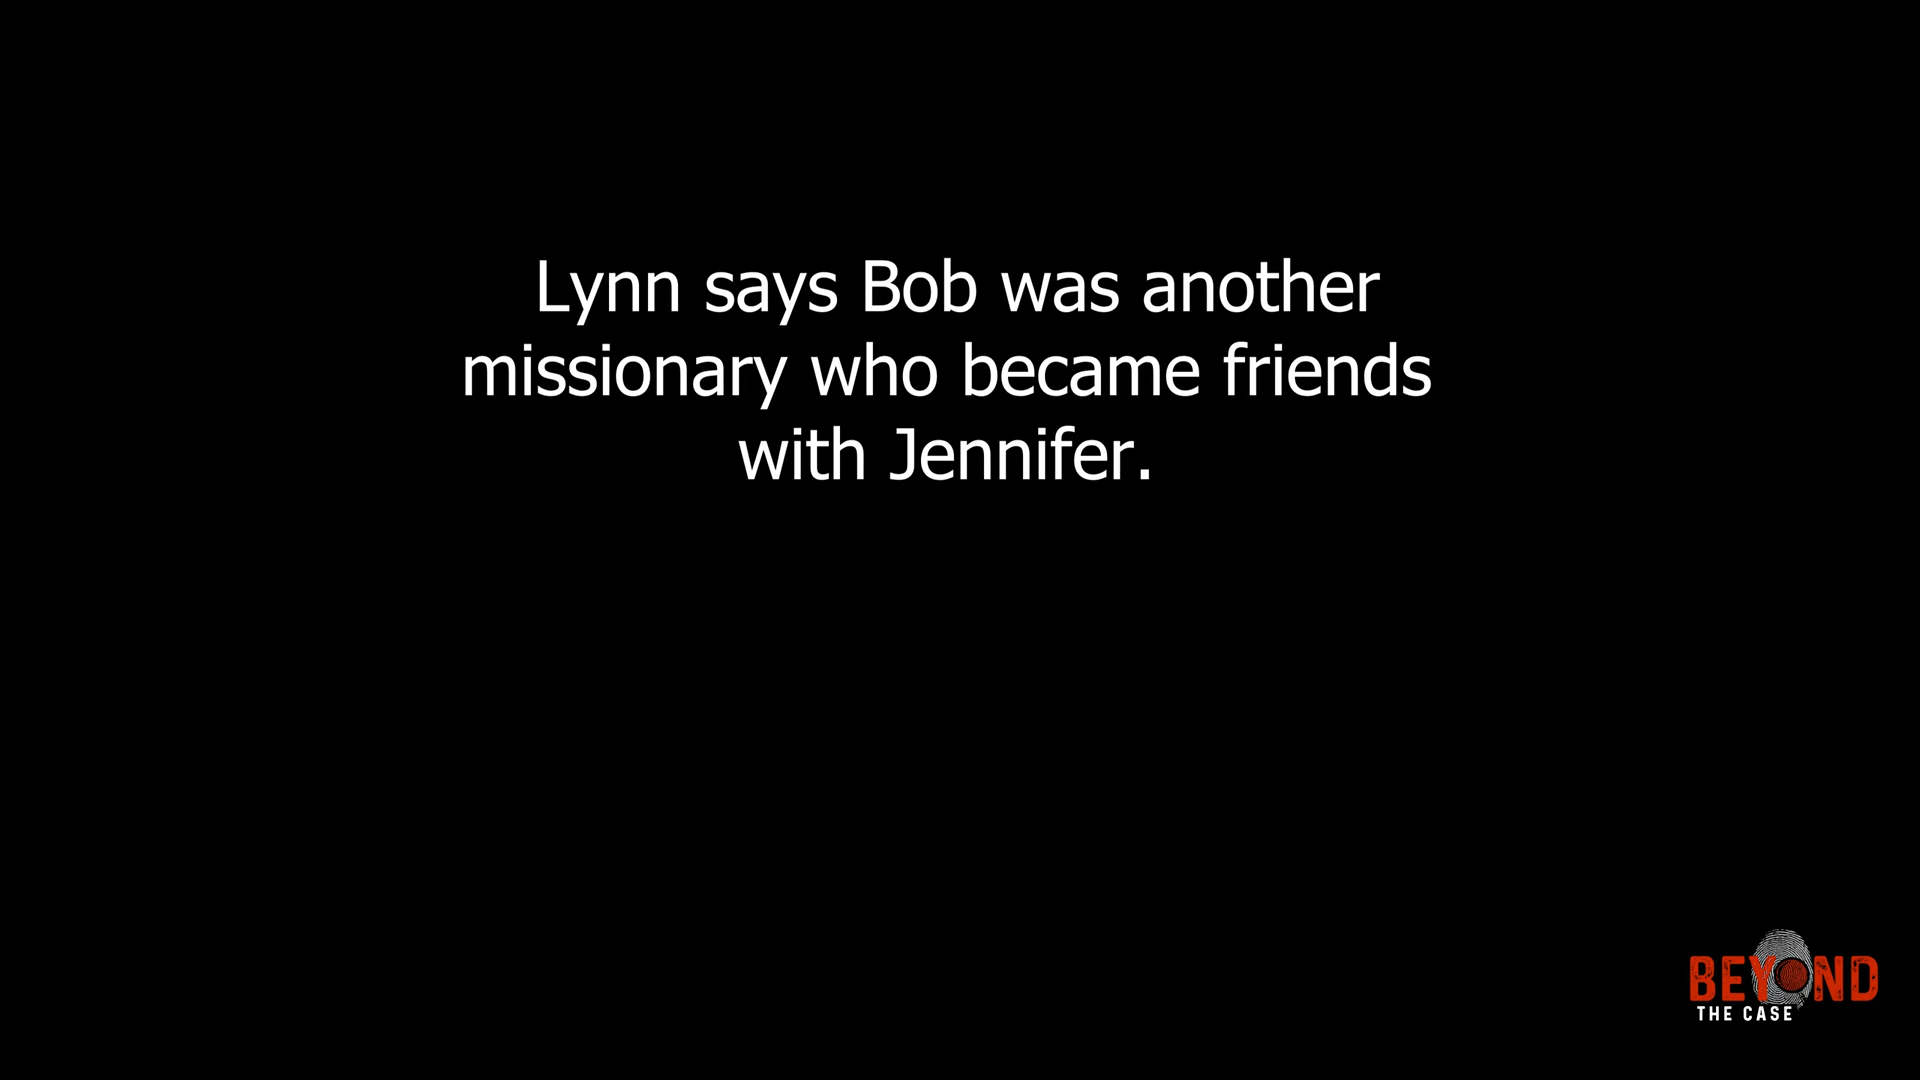 Lynn says Bob was another
missionary who became friends
with Jennifer.
BEYOND
THE CASE